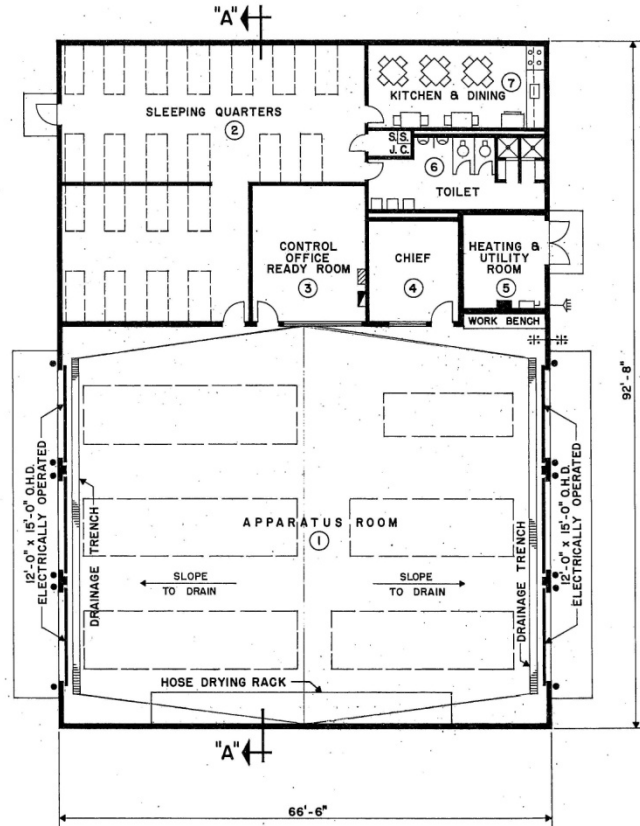 "A"
SLEEPING QUARTERS
2
7
KITCHEN & DINING
S.S.
J.C.
6
TOILET
CONTROL
OFFICE
READY ROOM
3
CHIEF
4
HEATING &
UTILITY
ROOM
5
WORK BENCH
92'-8"
12'-0" x 15'-0" O.H.D.
ELECTRICALLY OPERATED
DRAINAGE TRENCH
APPARATUS ROOM
1
SLOPE
TO DRAIN
SLOPE
TO DRAIN
DRAINAGE TRENCH
12'-0" x 15'-0" O.H.D.
ELECTRICALLY OPERATED
HOSE DRYING RACK
"A"
66'-6"